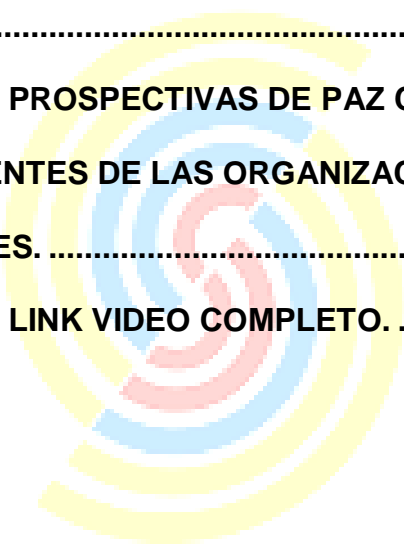 ................................................
PROSPECTIVAS DE PAZ
ENTES DE LAS ORGANIZAC
ES. ..........................................
LINK VIDEO COMPLETO. .